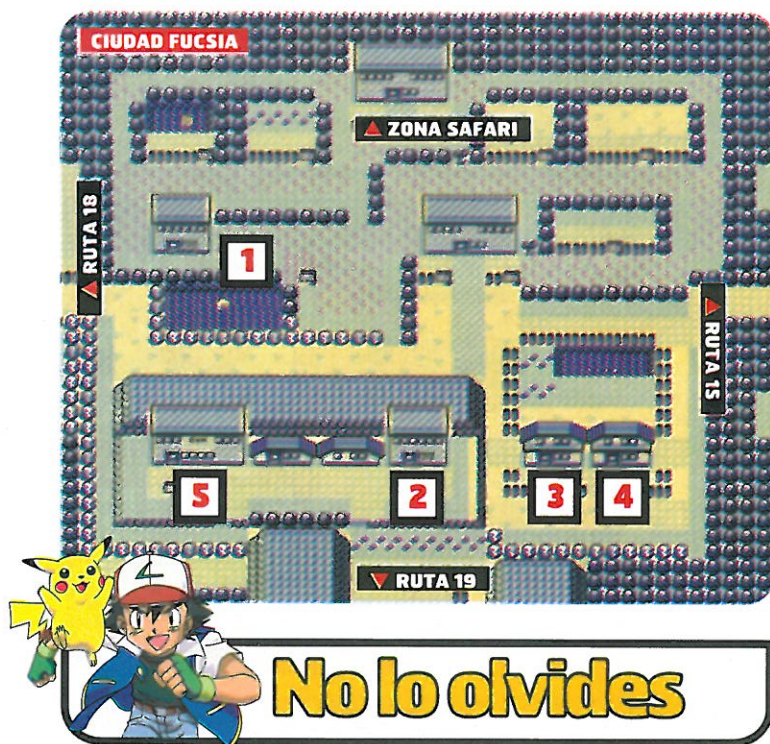 CIUDAD FUCSIA
ZONA SAFARI
RUTA 18
1
RUTA 15
5
2
3
4
RUTA 19
No lo olvides